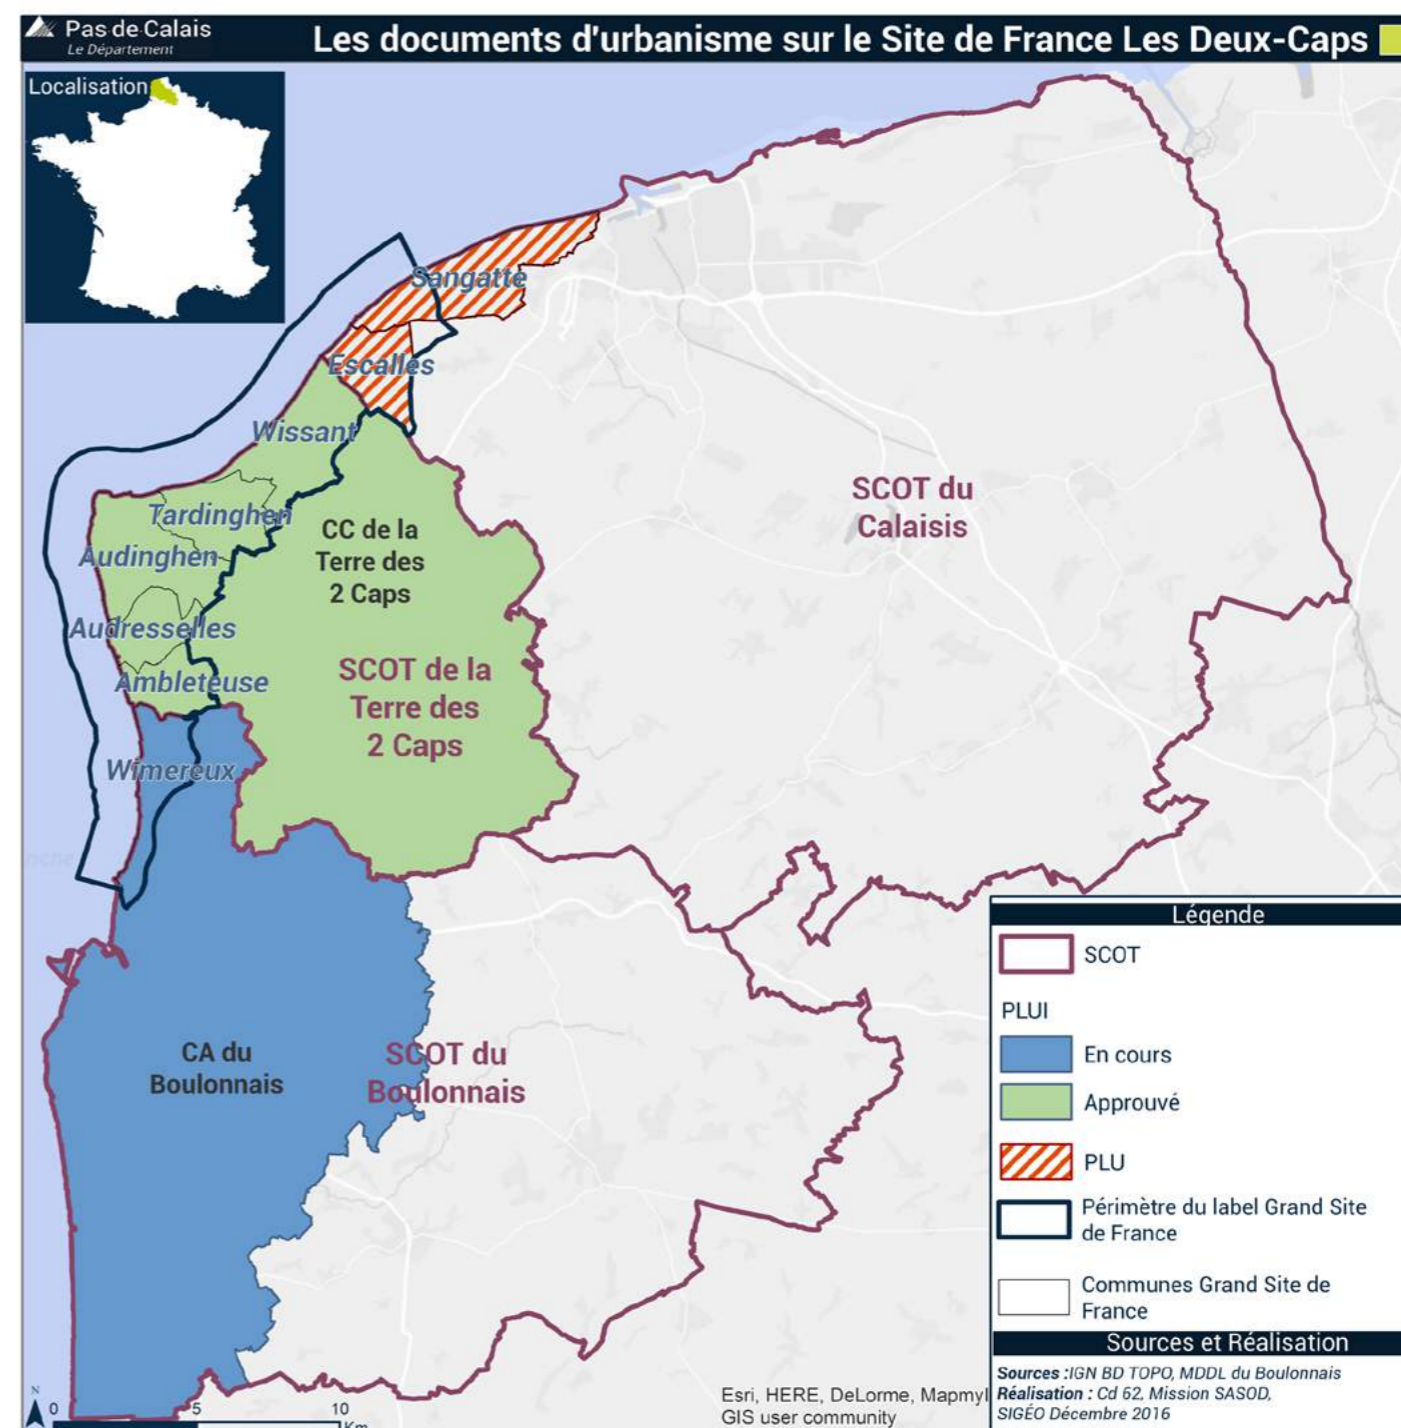 Pas-de-Calais
Le Département
Les documents d'urbanisme sur le Site de France Les Deux-Caps
Localisation
Sangatte
Escalles
Wissant
Tardinghen
Audinghen
Audresselles
Ambleteuse
Wimereux
CC de la
Terre des
2 Caps
SCOT de la
Terre des
2 Caps
SCOT du
Calaisis
CA du
Boulonnais
SCOT du
Boulonnais
Légende
SCOT
PLUI
En cours
Approuvé
PLU
Périmètre du label Grand Site
de France
Communes Grand Site de
France
Sources et Réalisation
Sources :IGN BD TOPO, MDDL du Boulonnais
Réalisation : Cd 62, Mission SASOD,
SIGÉO Décembre 2016
Esri, HERE, DeLorme, MapmyI
GIS user community
N
0 5 10
Km